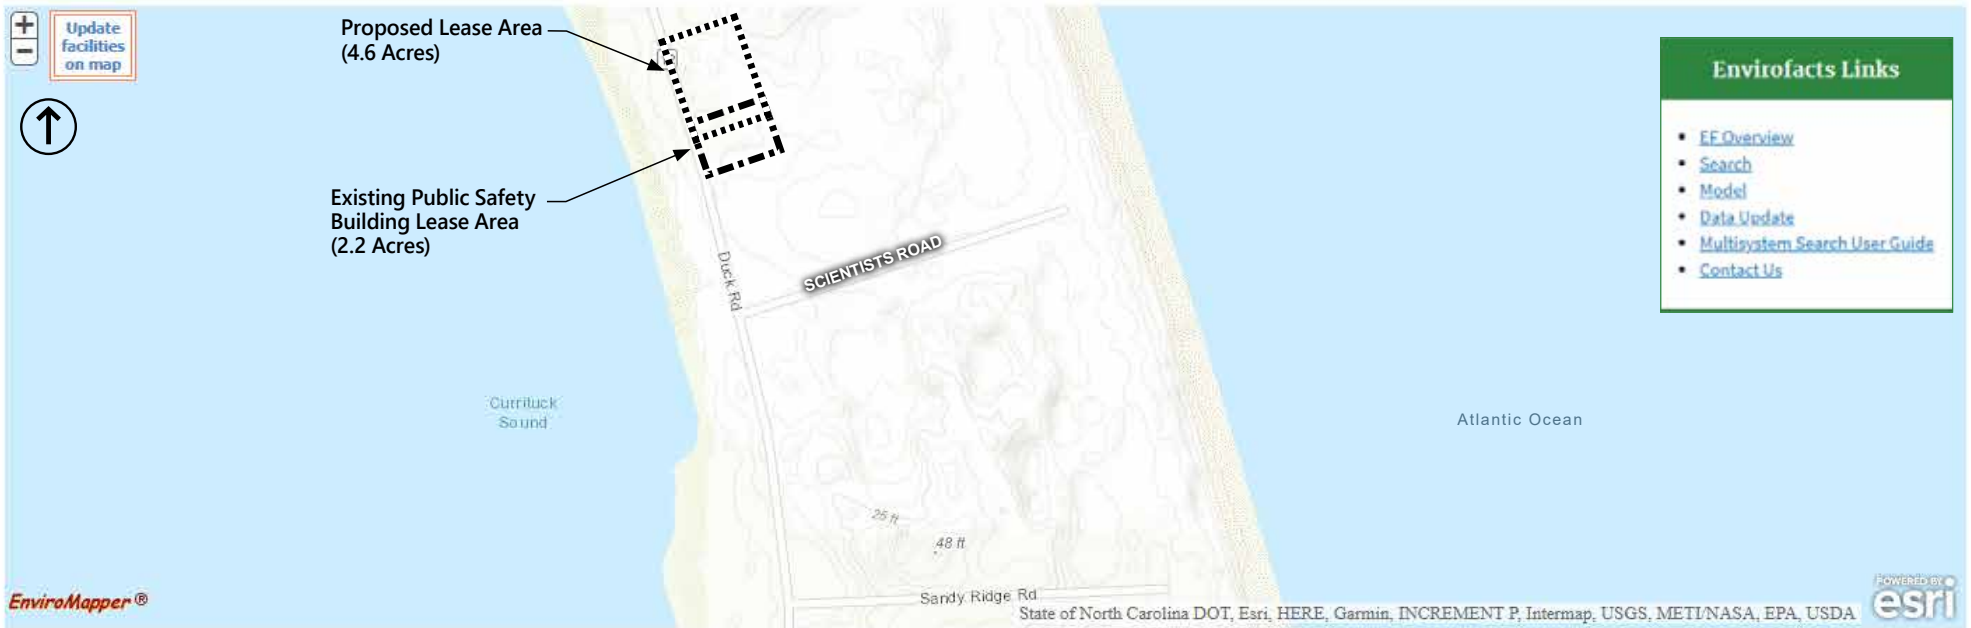 +
−
Update
facilities
on map
Proposed Lease Area
(4.6 Acres)
Existing Public Safety
Building Lease Area
(2.2 Acres)
Duck Rd
SCIENTISTS ROAD
Currituck
Sound
Atlantic Ocean
25 ft
48 ft
Sandy Ridge Rd
Envirofacts Links
• EF Overview
• Search
• Model
• Data Update
• Multisystem Search User Guide
• Contact Us
EnviroMapper ®
State of North Carolina DOT, Esri, HERE, Garmin, INCREMENT P, Intermap, USGS, METI/NASA, EPA, USDA
POWERED BY
esri